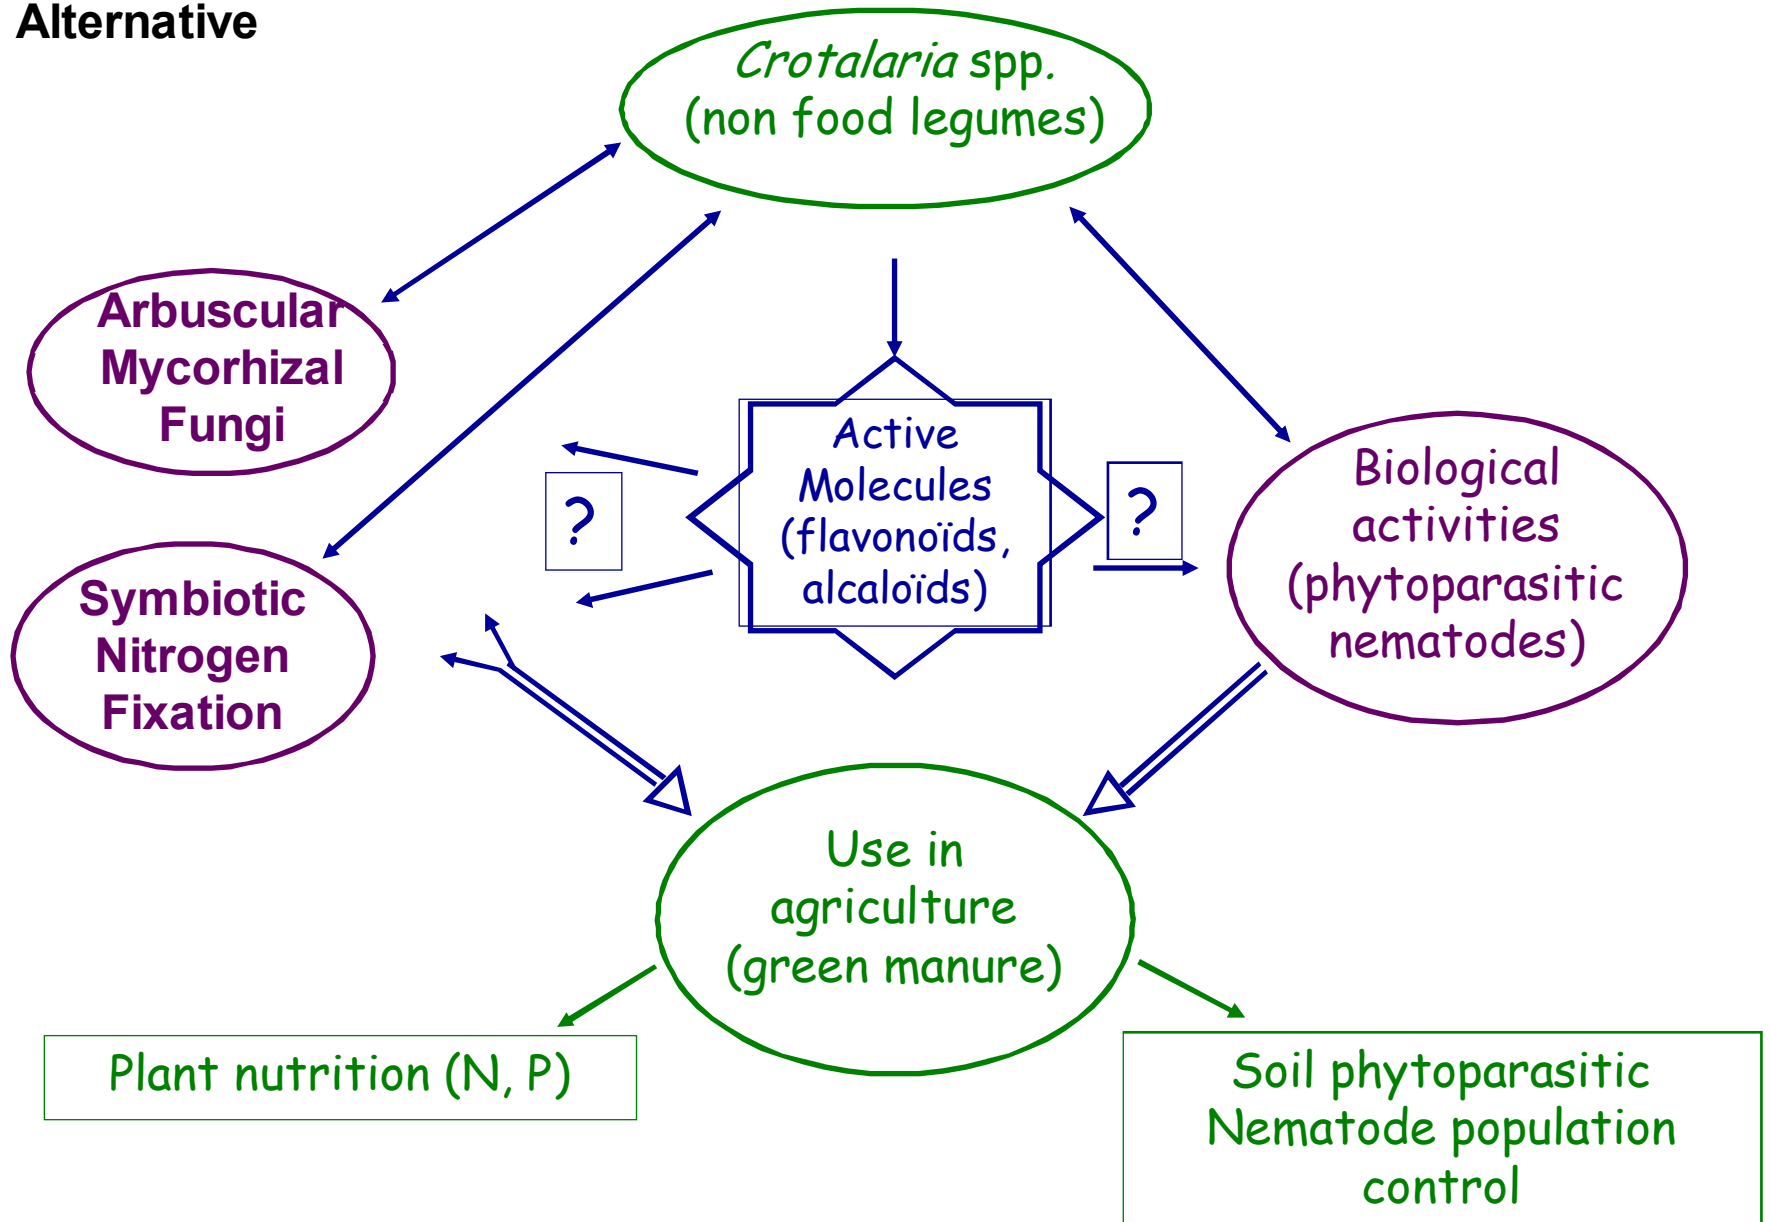 Alternative
Crotalaria spp.
(non food legumes)
Arbuscular
Mycorhizal
Fungi
Symbiotic
Nitrogen
Fixation
?
Active
Molecules
(flavonoïds,
alcaloïds)
?
Biological
activities
(phytoparasitic
nematodes)
Use in
agriculture
(green manure)
Plant nutrition (N, P)
Soil phytoparasitic
Nematode population
control